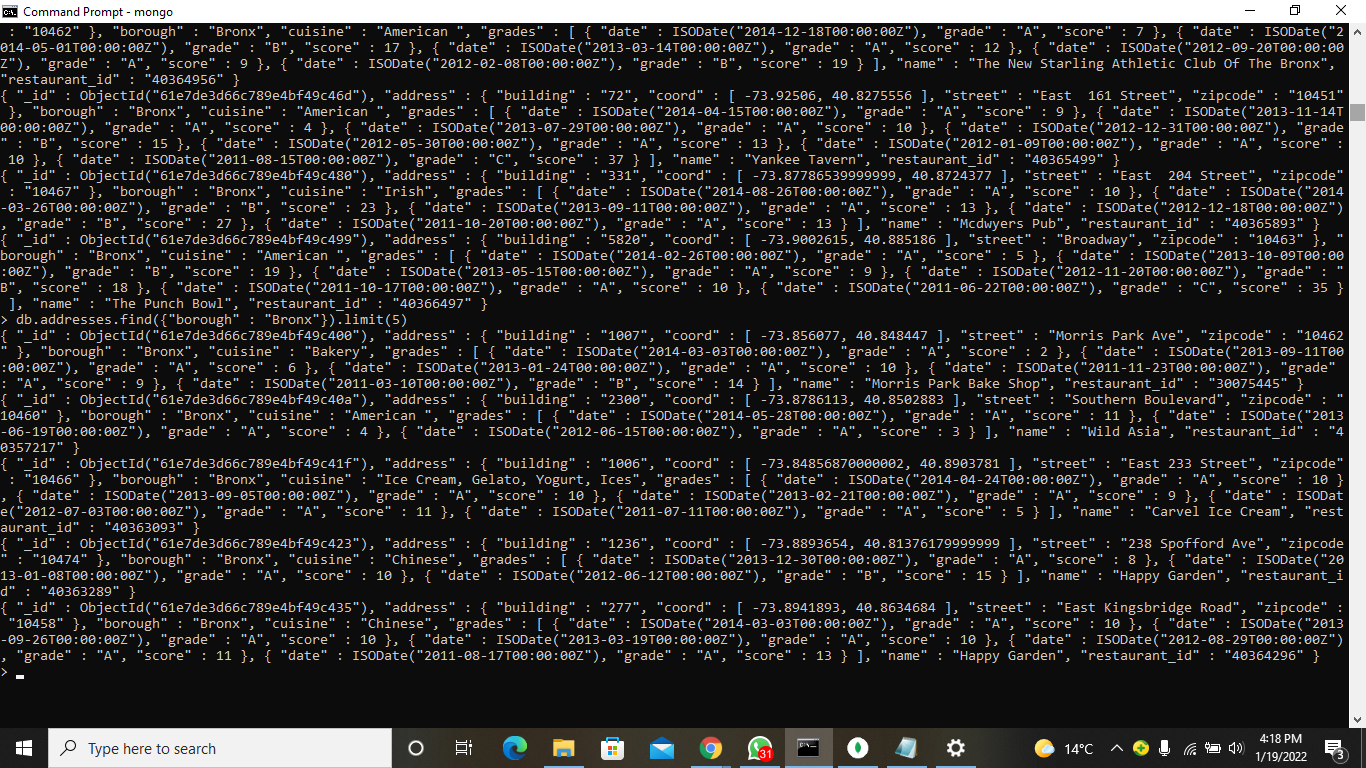 Command Prompt - mongo
: "10462" }, "borough" : "Bronx", "cuisine" : "American ", "grades" : [ { "date" : ISODate("2014-12-18T00:00:00Z"), "grade" : "A", "score" : 7 }, { "date" : ISODate("2
014-05-01T00:00:00Z"), "grade" : "B", "score" : 17 }, { "date" : ISODate("2013-03-14T00:00:00Z"), "grade" : "A", "score" : 12 }, { "date" : ISODate("2012-09-20T00:00:00
Z"), "grade" : "A", "score" : 9 }, { "date" : ISODate("2012-02-08T00:00:00Z"), "grade" : "B", "score" : 19 } ], "name" : "The New Starling Athletic Club Of The Bronx",
"restaurant_id" : "40364956" }
{ "_id" : ObjectId("61e7de3d66c789e4bf49c46d"), "address" : { "building" : "72", "coord" : [ -73.92506, 40.8275556 ], "street" : "East  161 Street", "zipcode" : "10451"
}, "borough" : "Bronx", "cuisine" : "American ", "grades" : [ { "date" : ISODate("2014-04-15T00:00:00Z"), "grade" : "A", "score" : 9 }, { "date" : ISODate("2013-11-14T
00:00:00Z"), "grade" : "A", "score" : 4 }, { "date" : ISODate("2013-07-29T00:00:00Z"), "grade" : "A", "score" : 10 }, { "date" : ISODate("2012-12-31T00:00:00Z"), "grade
" : "B", "score" : 15 }, { "date" : ISODate("2012-05-30T00:00:00Z"), "grade" : "A", "score" : 13 }, { "date" : ISODate("2012-01-09T00:00:00Z"), "grade" : "A", "score" :
10 }, { "date" : ISODate("2011-08-15T00:00:00Z"), "grade" : "C", "score" : 37 } ], "name" : "Yankee Tavern", "restaurant_id" : "40365499" }
{ "_id" : ObjectId("61e7de3d66c789e4bf49c480"), "address" : { "building" : "331", "coord" : [ -73.87786539999999, 40.8724377 ], "street" : "East  204 Street", "zipcode"
: "10467" }, "borough" : "Bronx", "cuisine" : "Irish", "grades" : [ { "date" : ISODate("2014-08-26T00:00:00Z"), "grade" : "A", "score" : 10 }, { "date" : ISODate("2014
-03-26T00:00:00Z"), "grade" : "B", "score" : 23 }, { "date" : ISODate("2013-09-11T00:00:00Z"), "grade" : "A", "score" : 13 }, { "date" : ISODate("2012-12-18T00:00:00Z")
, "grade" : "B", "score" : 27 }, { "date" : ISODate("2011-10-20T00:00:00Z"), "grade" : "A", "score" : 13 } ], "name" : "Mcdwyers Pub", "restaurant_id" : "40365893" }
{ "_id" : ObjectId("61e7de3d66c789e4bf49c499"), "address" : { "building" : "5820", "coord" : [ -73.9002615, 40.885186 ], "street" : "Broadway", "zipcode" : "10463" }, "
borough" : "Bronx", "cuisine" : "American ", "grades" : [ { "date" : ISODate("2014-02-26T00:00:00Z"), "grade" : "A", "score" : 5 }, { "date" : ISODate("2013-10-09T00:00
:00Z"), "grade" : "B", "score" : 19 }, { "date" : ISODate("2013-05-15T00:00:00Z"), "grade" : "A", "score" : 9 }, { "date" : ISODate("2012-11-20T00:00:00Z"), "grade" : "
B", "score" : 18 }, { "date" : ISODate("2011-10-17T00:00:00Z"), "grade" : "A", "score" : 10 }, { "date" : ISODate("2011-06-22T00:00:00Z"), "grade" : "C", "score" : 35 }
], "name" : "The Punch Bowl", "restaurant_id" : "40366497" }
> db.addresses.find({"borough" : "Bronx"}).limit(5)
{ "_id" : ObjectId("61e7de3d66c789e4bf49c400"), "address" : { "building" : "1007", "coord" : [ -73.856077, 40.848447 ], "street" : "Morris Park Ave", "zipcode" : "10462
" }, "borough" : "Bronx", "cuisine" : "Bakery", "grades" : [ { "date" : ISODate("2014-03-03T00:00:00Z"), "grade" : "A", "score" : 2 }, { "date" : ISODate("2013-09-11T00
:00:00Z"), "grade" : "A", "score" : 6 }, { "date" : ISODate("2013-01-24T00:00:00Z"), "grade" : "A", "score" : 10 }, { "date" : ISODate("2011-11-23T00:00:00Z"), "grade"
: "A", "score" : 9 }, { "date" : ISODate("2011-03-10T00:00:00Z"), "grade" : "B", "score" : 14 } ], "name" : "Morris Park Bake Shop", "restaurant_id" : "30075445" }
{ "_id" : ObjectId("61e7de3d66c789e4bf49c40a"), "address" : { "building" : "2300", "coord" : [ -73.8786113, 40.8502883 ], "street" : "Southern Boulevard", "zipcode" : "
10460" }, "borough" : "Bronx", "cuisine" : "American ", "grades" : [ { "date" : ISODate("2014-05-28T00:00:00Z"), "grade" : "A", "score" : 11 }, { "date" : ISODate("2013
-06-19T00:00:00Z"), "grade" : "A", "score" : 4 }, { "date" : ISODate("2012-06-15T00:00:00Z"), "grade" : "A", "score" : 3 } ], "name" : "Wild Asia", "restaurant_id" : "4
0357217" }
{ "_id" : ObjectId("61e7de3d66c789e4bf49c41f"), "address" : { "building" : "1006", "coord" : [ -73.84856870000002, 40.8903781 ], "street" : "East 233 Street", "zipcode"
: "10466" }, "borough" : "Bronx", "cuisine" : "Ice Cream, Gelato, Yogurt, Ices", "grades" : [ { "date" : ISODate("2014-04-24T00:00:00Z"), "grade" : "A", "score" : 10 }
, { "date" : ISODate("2013-09-05T00:00:00Z"), "grade" : "A", "score" : 10 }, { "date" : ISODate("2013-02-21T00:00:00Z"), "grade" : "A", "score" : 9 }, { "date" : ISODat
e("2012-07-03T00:00:00Z"), "grade" : "A", "score" : 11 }, { "date" : ISODate("2011-07-11T00:00:00Z"), "grade" : "A", "score" : 5 } ], "name" : "Carvel Ice Cream", "rest
aurant_id" : "40363093" }
{ "_id" : ObjectId("61e7de3d66c789e4bf49c423"), "address" : { "building" : "1236", "coord" : [ -73.8893654, 40.81376179999999 ], "street" : "238 Spofford Ave", "zipcode
" : "10474" }, "borough" : "Bronx", "cuisine" : "Chinese", "grades" : [ { "date" : ISODate("2013-12-30T00:00:00Z"), "grade" : "A", "score" : 8 }, { "date" : ISODate("20
13-01-08T00:00:00Z"), "grade" : "A", "score" : 10 }, { "date" : ISODate("2012-06-12T00:00:00Z"), "grade" : "B", "score" : 15 } ], "name" : "Happy Garden", "restaurant_i
d" : "40363289" }
{ "_id" : ObjectId("61e7de3d66c789e4bf49c435"), "address" : { "building" : "277", "coord" : [ -73.8941893, 40.8634684 ], "street" : "East Kingsbridge Road", "zipcode" :
"10458" }, "borough" : "Bronx", "cuisine" : "Chinese", "grades" : [ { "date" : ISODate("2014-03-03T00:00:00Z"), "grade" : "A", "score" : 10 }, { "date" : ISODate("2013
-09-26T00:00:00Z"), "grade" : "A", "score" : 10 }, { "date" : ISODate("2013-03-19T00:00:00Z"), "grade" : "A", "score" : 10 }, { "date" : ISODate("2012-08-29T00:00:00Z")
, "grade" : "A", "score" : 11 }, { "date" : ISODate("2011-08-17T00:00:00Z"), "grade" : "A", "score" : 13 } ], "name" : "Happy Garden", "restaurant_id" : "40364296" }
>
Type here to search
31
14°C
4:18 PM
1/19/2022
3